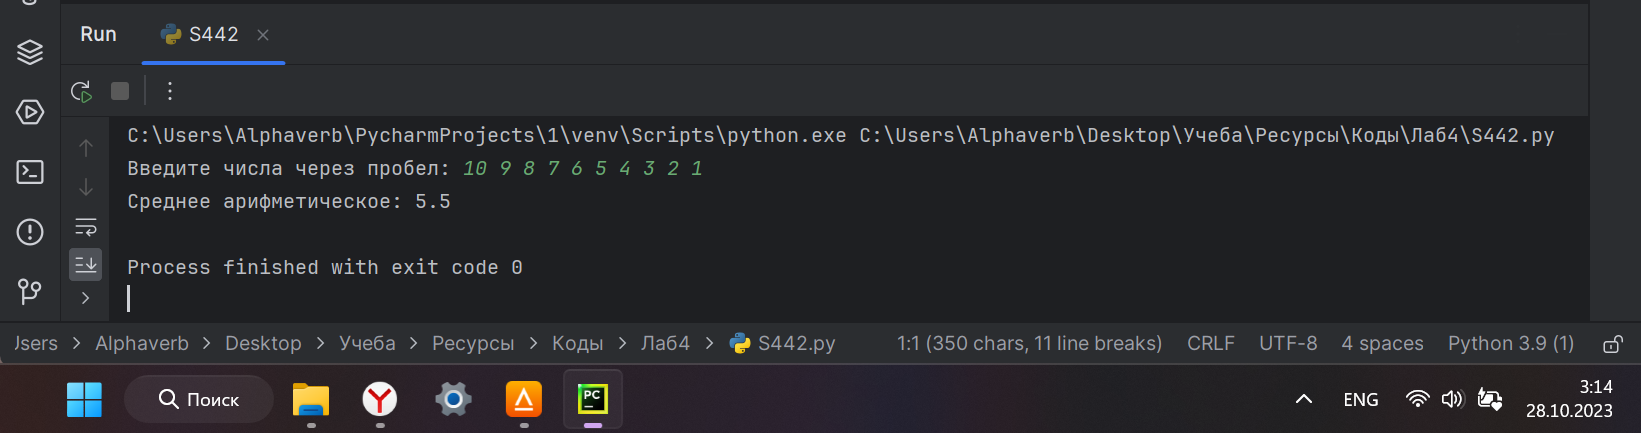 Run S442
C:\Users\Alphaverb\PycharmProjects\1\venv\Scripts\python.exe C:\Users\Alphaverb\Desktop\Учеба\Ресурсы\Коды\Лаб4\S442.py
Введите числа через пробел: 10 9 8 7 6 5 4 3 2 1
Среднее арифметическое: 5.5
Process finished with exit code 0
Jsers > Alphaverb > Desktop > Учеба > Ресурсы > Коды > Лаб4 > S442.py 1:1 (350 chars, 11 line breaks) CRLF UTF-8 4 spaces Python 3.9 (1)
Поиск PC ENG 3:14
28.10.2023